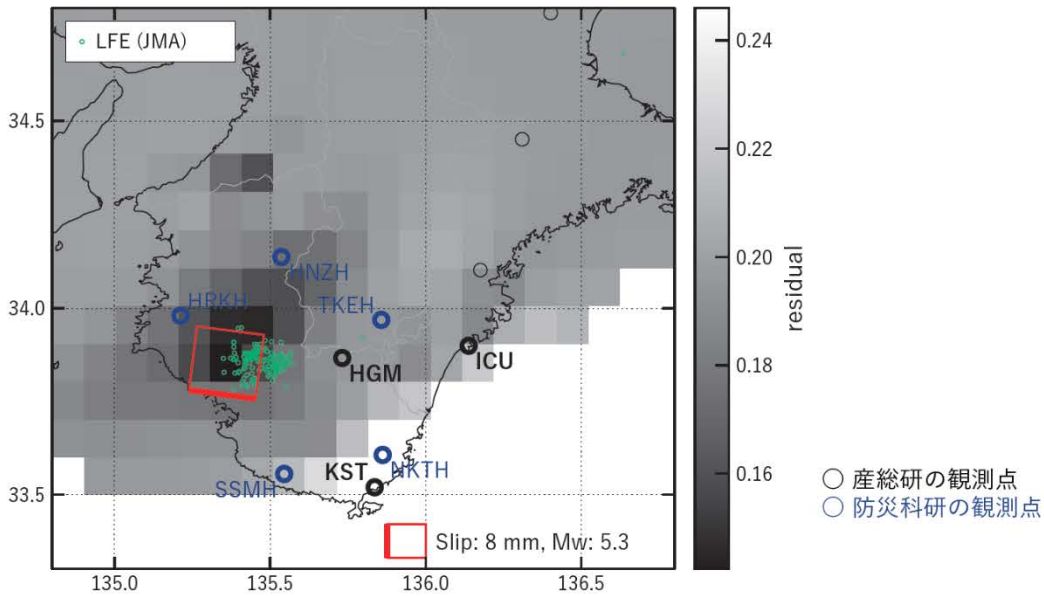 LFE (JMA)
34.5
34.0
33.5
135.0
135.5
136.0
136.5
HNZH
HRKH
TKEH
HGM
ICU
KST
NKTH
SSMH
Slip: 8 mm, Mw: 5.3
0.24
0.22
0.20
0.18
0.16
residual
産総研の観測点
防災科研の観測点